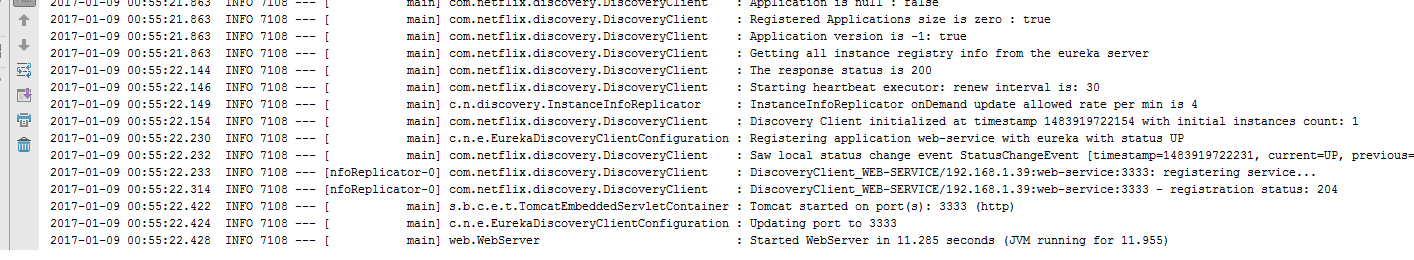 2017-01-09 00:55:21.863  INFO 7108 --- [           main] com.netflix.discovery.DiscoveryClient    : Application is null : false
2017-01-09 00:55:21.863  INFO 7108 --- [           main] com.netflix.discovery.DiscoveryClient    : Registered Applications size is zero : true
2017-01-09 00:55:21.863  INFO 7108 --- [           main] com.netflix.discovery.DiscoveryClient    : Application version is -1: true
2017-01-09 00:55:21.863  INFO 7108 --- [           main] com.netflix.discovery.DiscoveryClient    : Getting all instance registry info from the eureka server
2017-01-09 00:55:22.144  INFO 7108 --- [           main] com.netflix.discovery.DiscoveryClient    : The response status is 200
2017-01-09 00:55:22.146  INFO 7108 --- [           main] com.netflix.discovery.DiscoveryClient    : Starting heartbeat executor: renew interval is: 30
2017-01-09 00:55:22.149  INFO 7108 --- [           main] c.n.discovery.InstanceInfoReplicator     : InstanceInfoReplicator onDemand update allowed rate per min is 4
2017-01-09 00:55:22.154  INFO 7108 --- [           main] com.netflix.discovery.DiscoveryClient    : Discovery Client initialized at timestamp 1483919722154 with initial instances count: 1
2017-01-09 00:55:22.230  INFO 7108 --- [           main] c.n.e.EurekaDiscoveryClientConfiguration : Registering application web-service with eureka with status UP
2017-01-09 00:55:22.232  INFO 7108 --- [           main] com.netflix.discovery.DiscoveryClient    : Saw local status change event StatusChangeEvent [timestamp=1483919722231, current=UP, previous=
2017-01-09 00:55:22.233  INFO 7108 --- [nfoReplicator-0] com.netflix.discovery.DiscoveryClient    : DiscoveryClient_WEB-SERVICE/192.168.1.39:web-service:3333: registering service...
2017-01-09 00:55:22.314  INFO 7108 --- [nfoReplicator-0] com.netflix.discovery.DiscoveryClient    : DiscoveryClient_WEB-SERVICE/192.168.1.39:web-service:3333 - registration status: 204
2017-01-09 00:55:22.422  INFO 7108 --- [           main] s.b.c.e.t.TomcatEmbeddedServletContainer : Tomcat started on port(s): 3333 (http)
2017-01-09 00:55:22.424  INFO 7108 --- [           main] c.n.e.EurekaDiscoveryClientConfiguration : Updating port to 3333
2017-01-09 00:55:22.428  INFO 7108 --- [           main] web.WebServer                            : Started WebServer in 11.285 seconds (JVM running for 11.955)